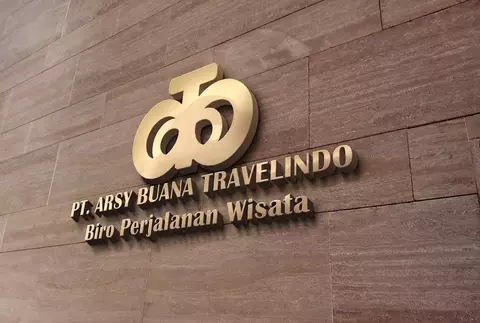 PT. ARSY BUANA TRAVELINDO
Biro Perjalanan Wisata